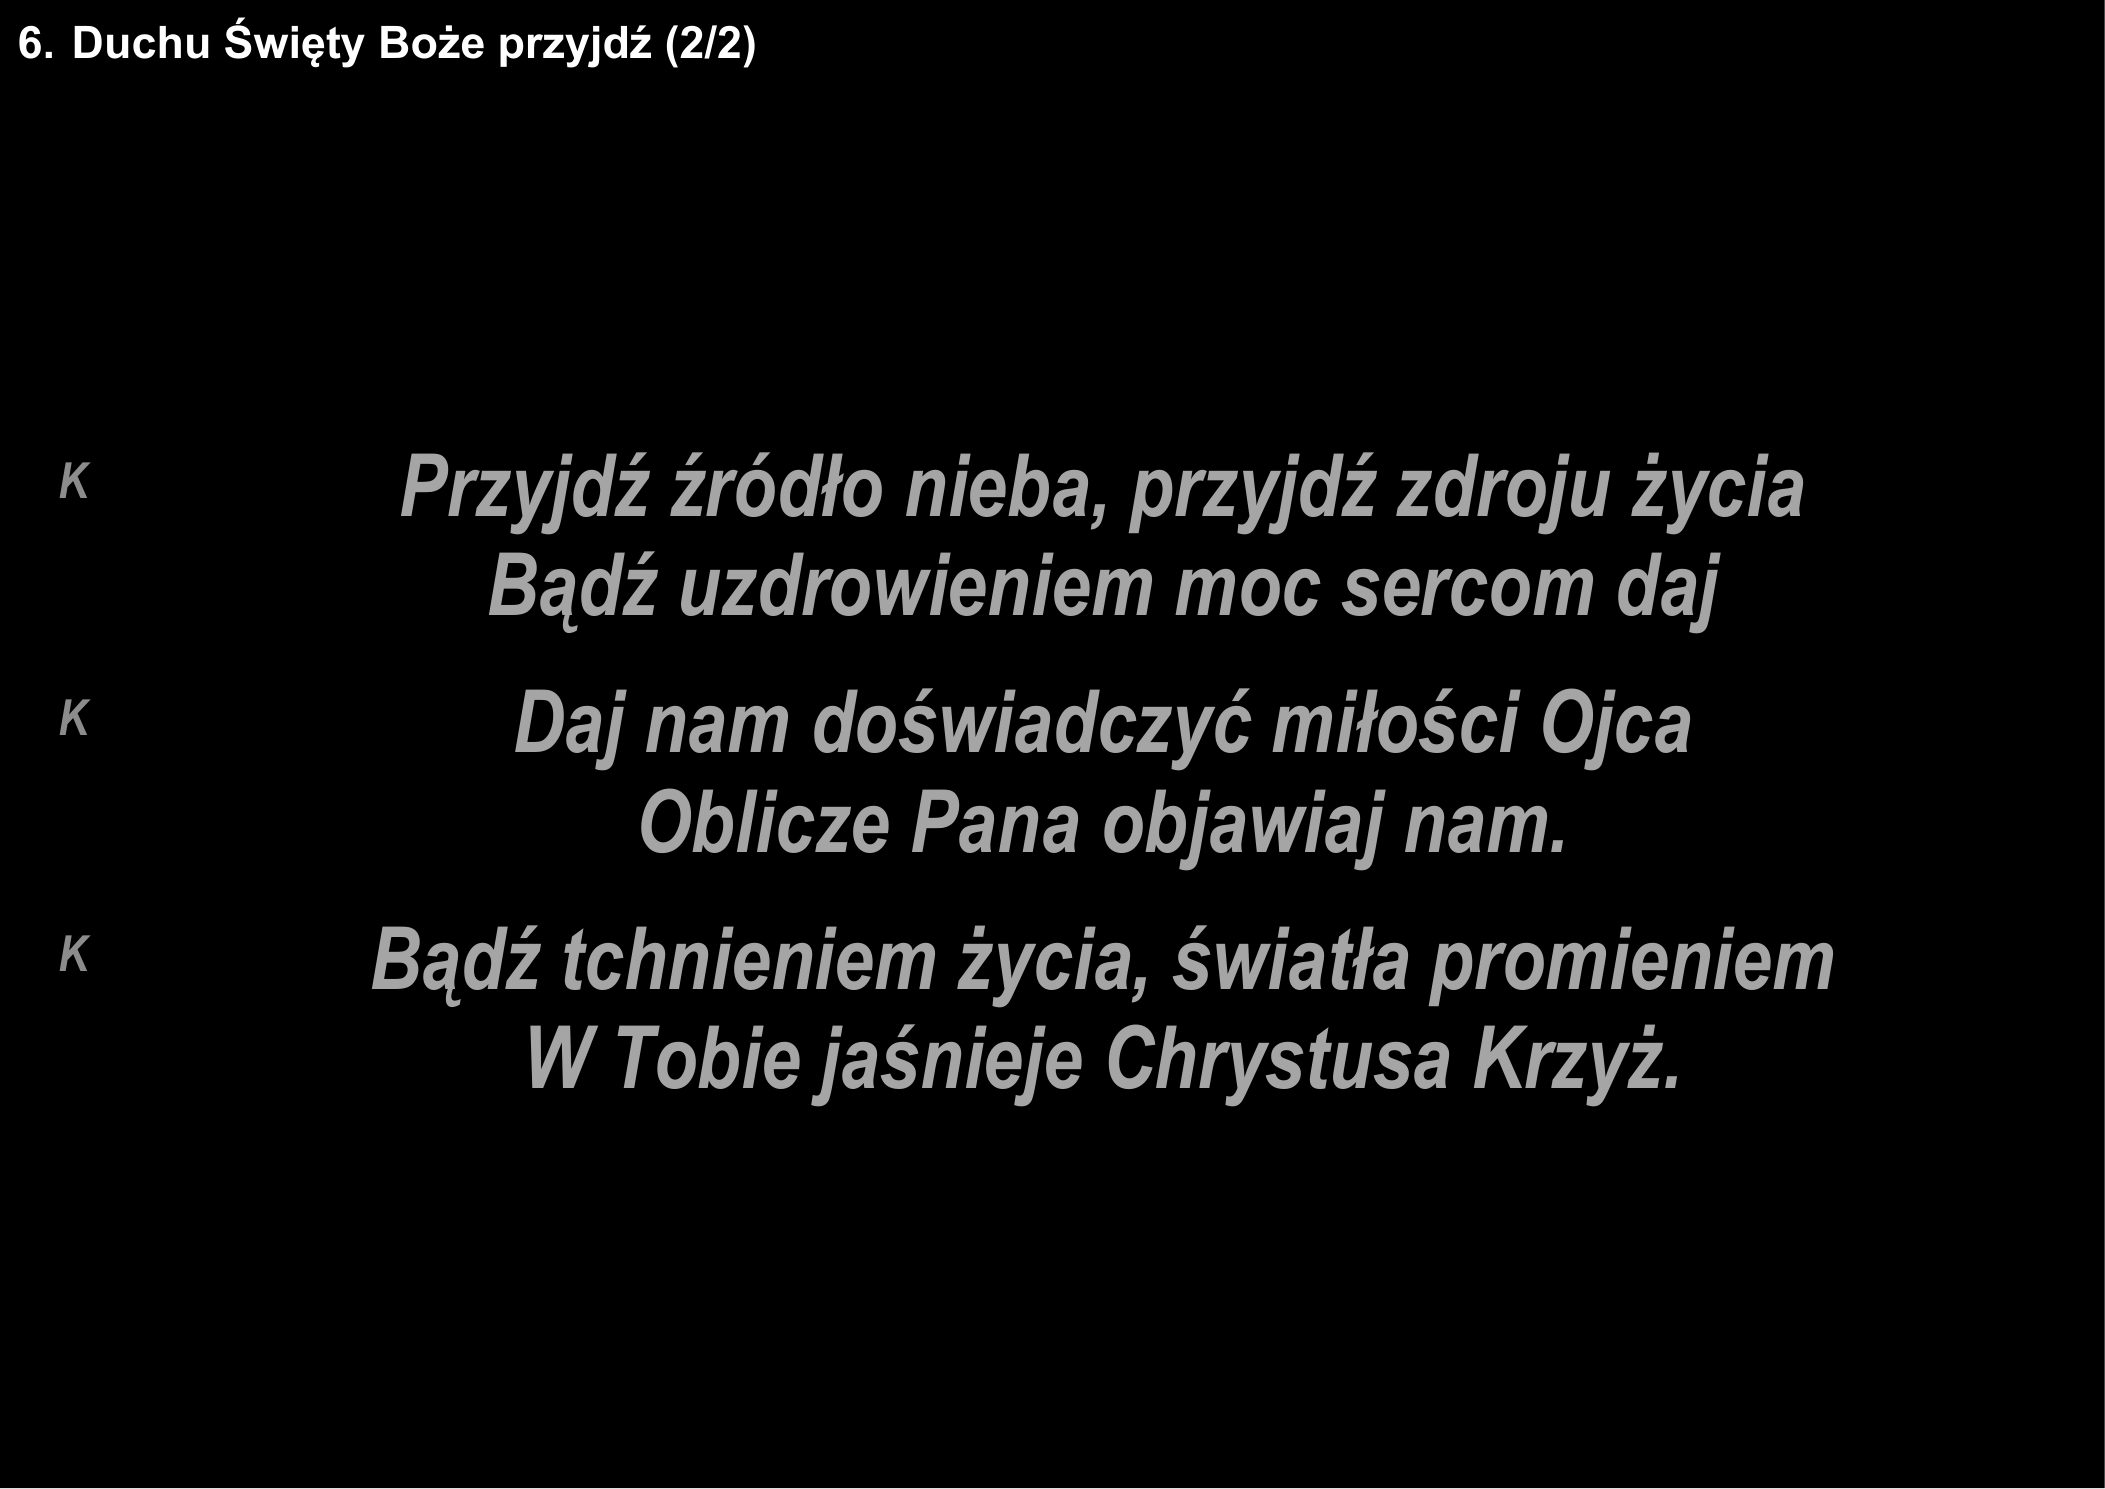 6. Duchu Święty Boże przyjdź (2/2)
K Przyjdź źródło nieba, przyjdź zdroju życia
Bądź uzdrowieniem moc sercom daj
K Daj nam doświadczyć miłości Ojca
Oblicze Pana objawiaj nam.
K Bądź tchnieniem życia, światła promieniem
W Tobie jaśnieje Chrystusa Krzyż.